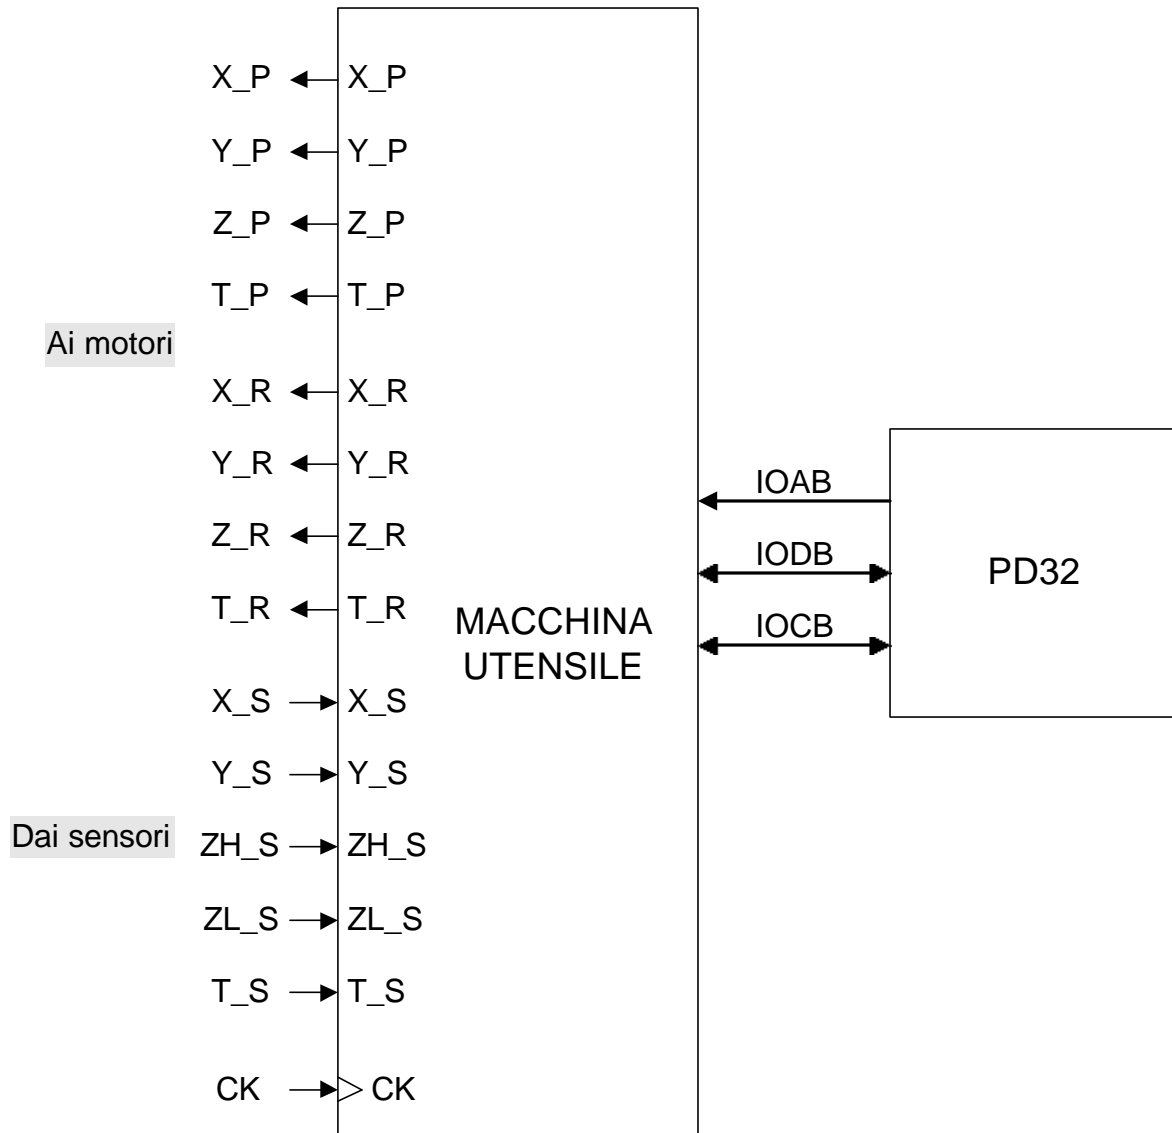 X_P X_P
Y_P Y_P
Z_P Z_P
T_P T_P
Ai motori
X_R X_R
Y_R Y_R
Z_R Z_R
T_R T_R
MACCHINA
UTENSILE
IOAB
IODB
IOCB
PD32
X_S X_S
Y_S Y_S
Dai sensori
ZH_S ZH_S
ZL_S ZL_S
T_S T_S
CK CK